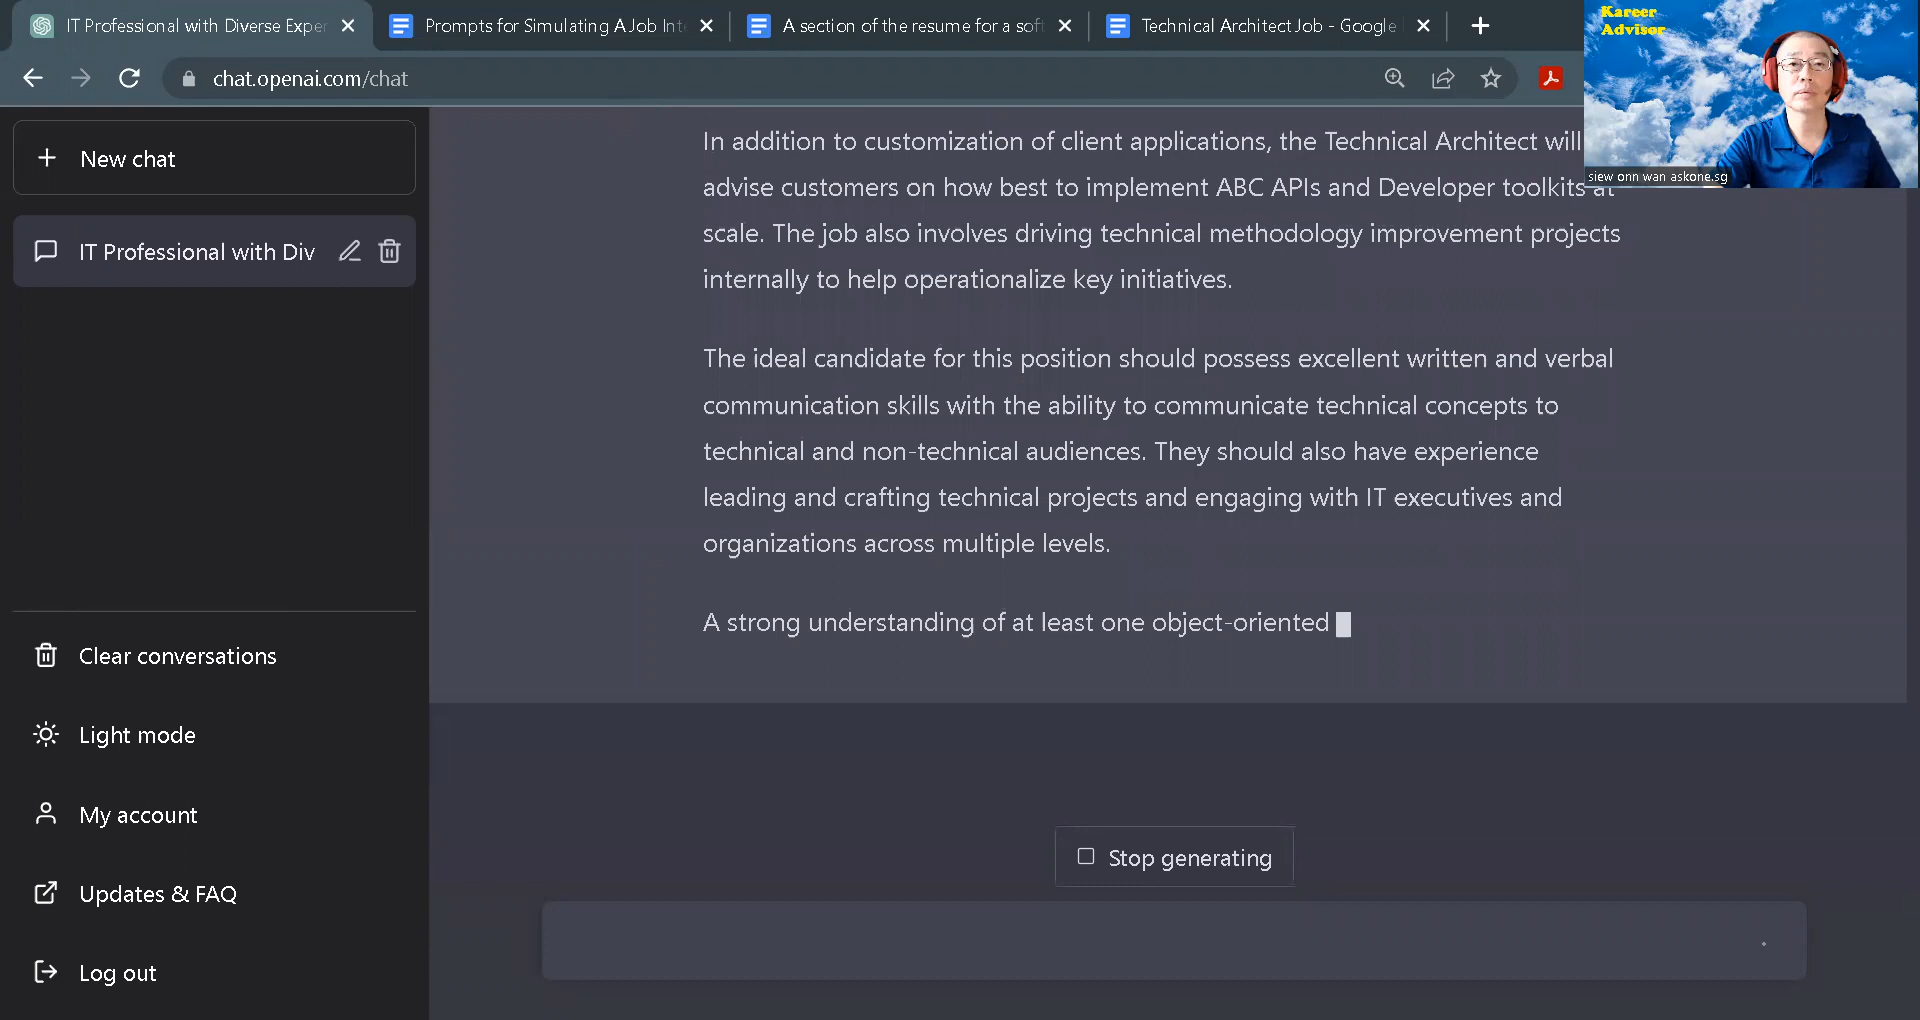 IT Professional with Diverse Exper
Prompts for Simulating A Job Int
A section of the resume for a soft
Technical Architect Job - Google
Kareer
Advisor
chat.openai.com/chat
siew onn wan askone.sg
New chat
IT Professional with Div
Clear conversations
Light mode
My account
Updates & FAQ
Log out
In addition to customization of client applications, the Technical Architect will
advise customers on how best to implement ABC APIs and Developer toolkits at
scale. The job also involves driving technical methodology improvement projects
internally to help operationalize key initiatives.
The ideal candidate for this position should possess excellent written and verbal
communication skills with the ability to communicate technical concepts to
technical and non-technical audiences. They should also have experience
leading and crafting technical projects and engaging with IT executives and
organizations across multiple levels.
A strong understanding of at least one object-oriented
Stop generating